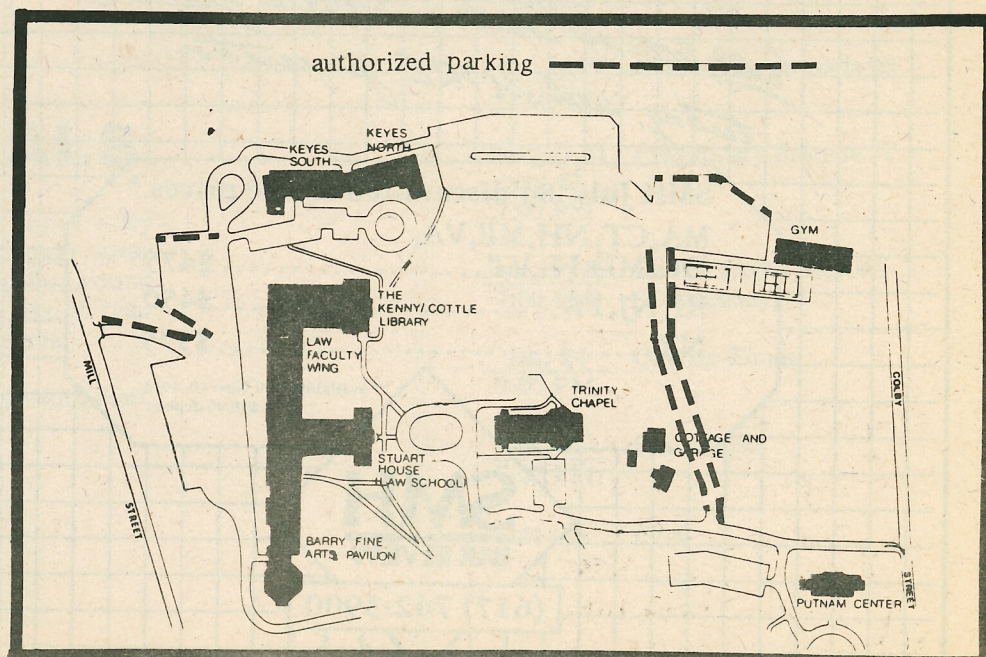 authorized parking
KEYES
NORTH
KEYES
SOUTH
GYM
THE
KENNY/COTTLE
LIBRARY
LAW
FACULTY
WING
MILL
STREET
TRINITY
CHAPEL
COLBY
STREET
COTTAGE AND
GARAGE
STUART
HOUSE
(LAW SCHOOL)
BARRY FINE
ARTS PAVILION
PUTNAM CENTER